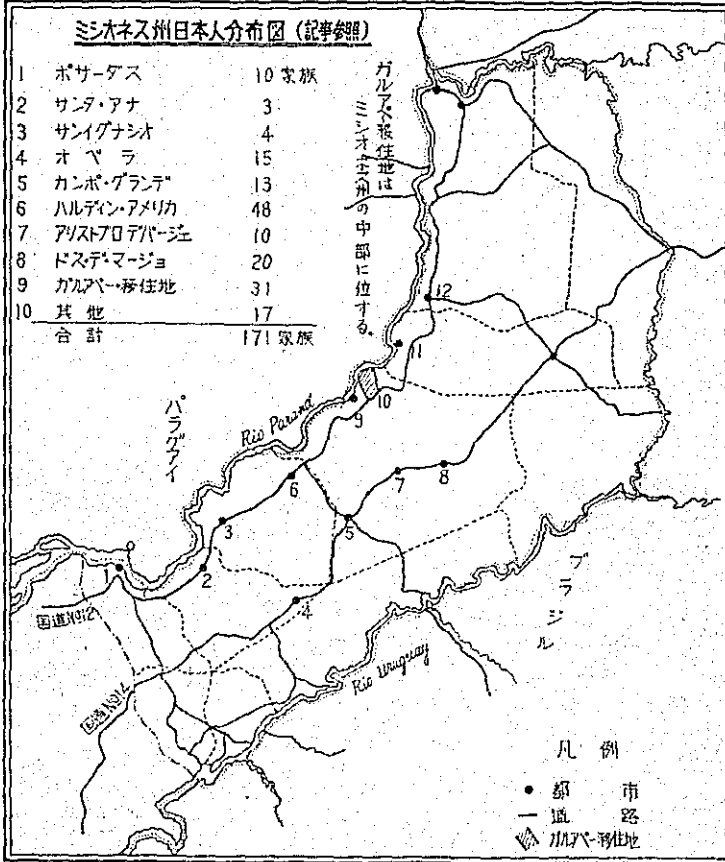 ミシオネス州日本人分布図 (記事参照)
1 ポサーダス 10 家族
2 サンタ・アナ 3
3 サンイグナシオ 4
4 オベラ 15
5 カンポ・グランデ 13
6 ハルディン・アメリカ 48
7 アリストブロデバージェ 10
8 ドス・デ・マージョ 20
9 ガルアペー移住地 31
10 其他 17
合計 171 家族
ガルアペ移住地は
ミシオネス州の中部に位する。
12
11
10
9
パラグアイ
Rio Paraná
8
7
6
5
3
2
1
4
国道No12
国道No14
ブラジル
Rio Uruguay
凡例
都市
道路
ガルアペー移住地